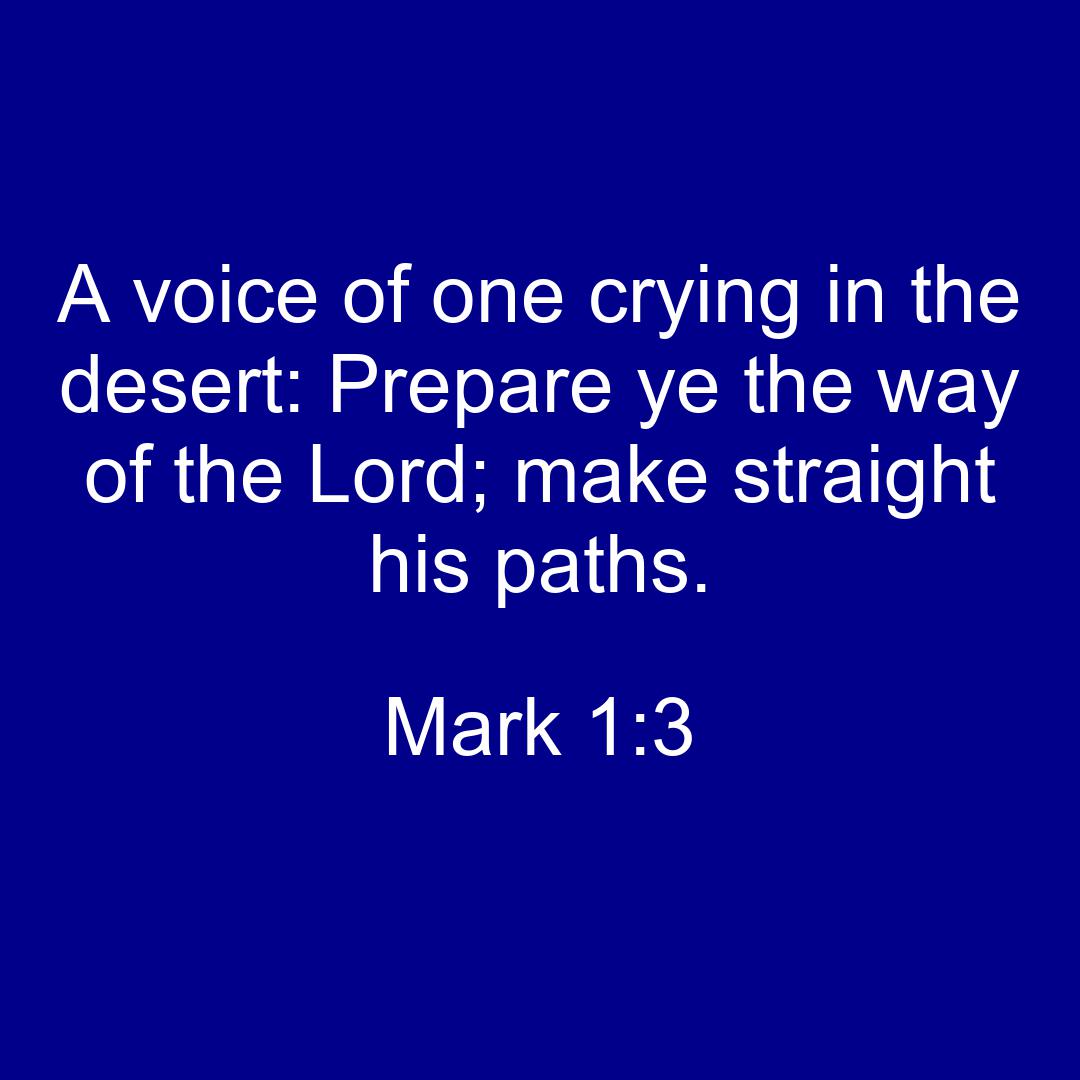 A voice of one crying in the
desert: Prepare ye the way
of the Lord; make straight
his paths.
Mark 1:3